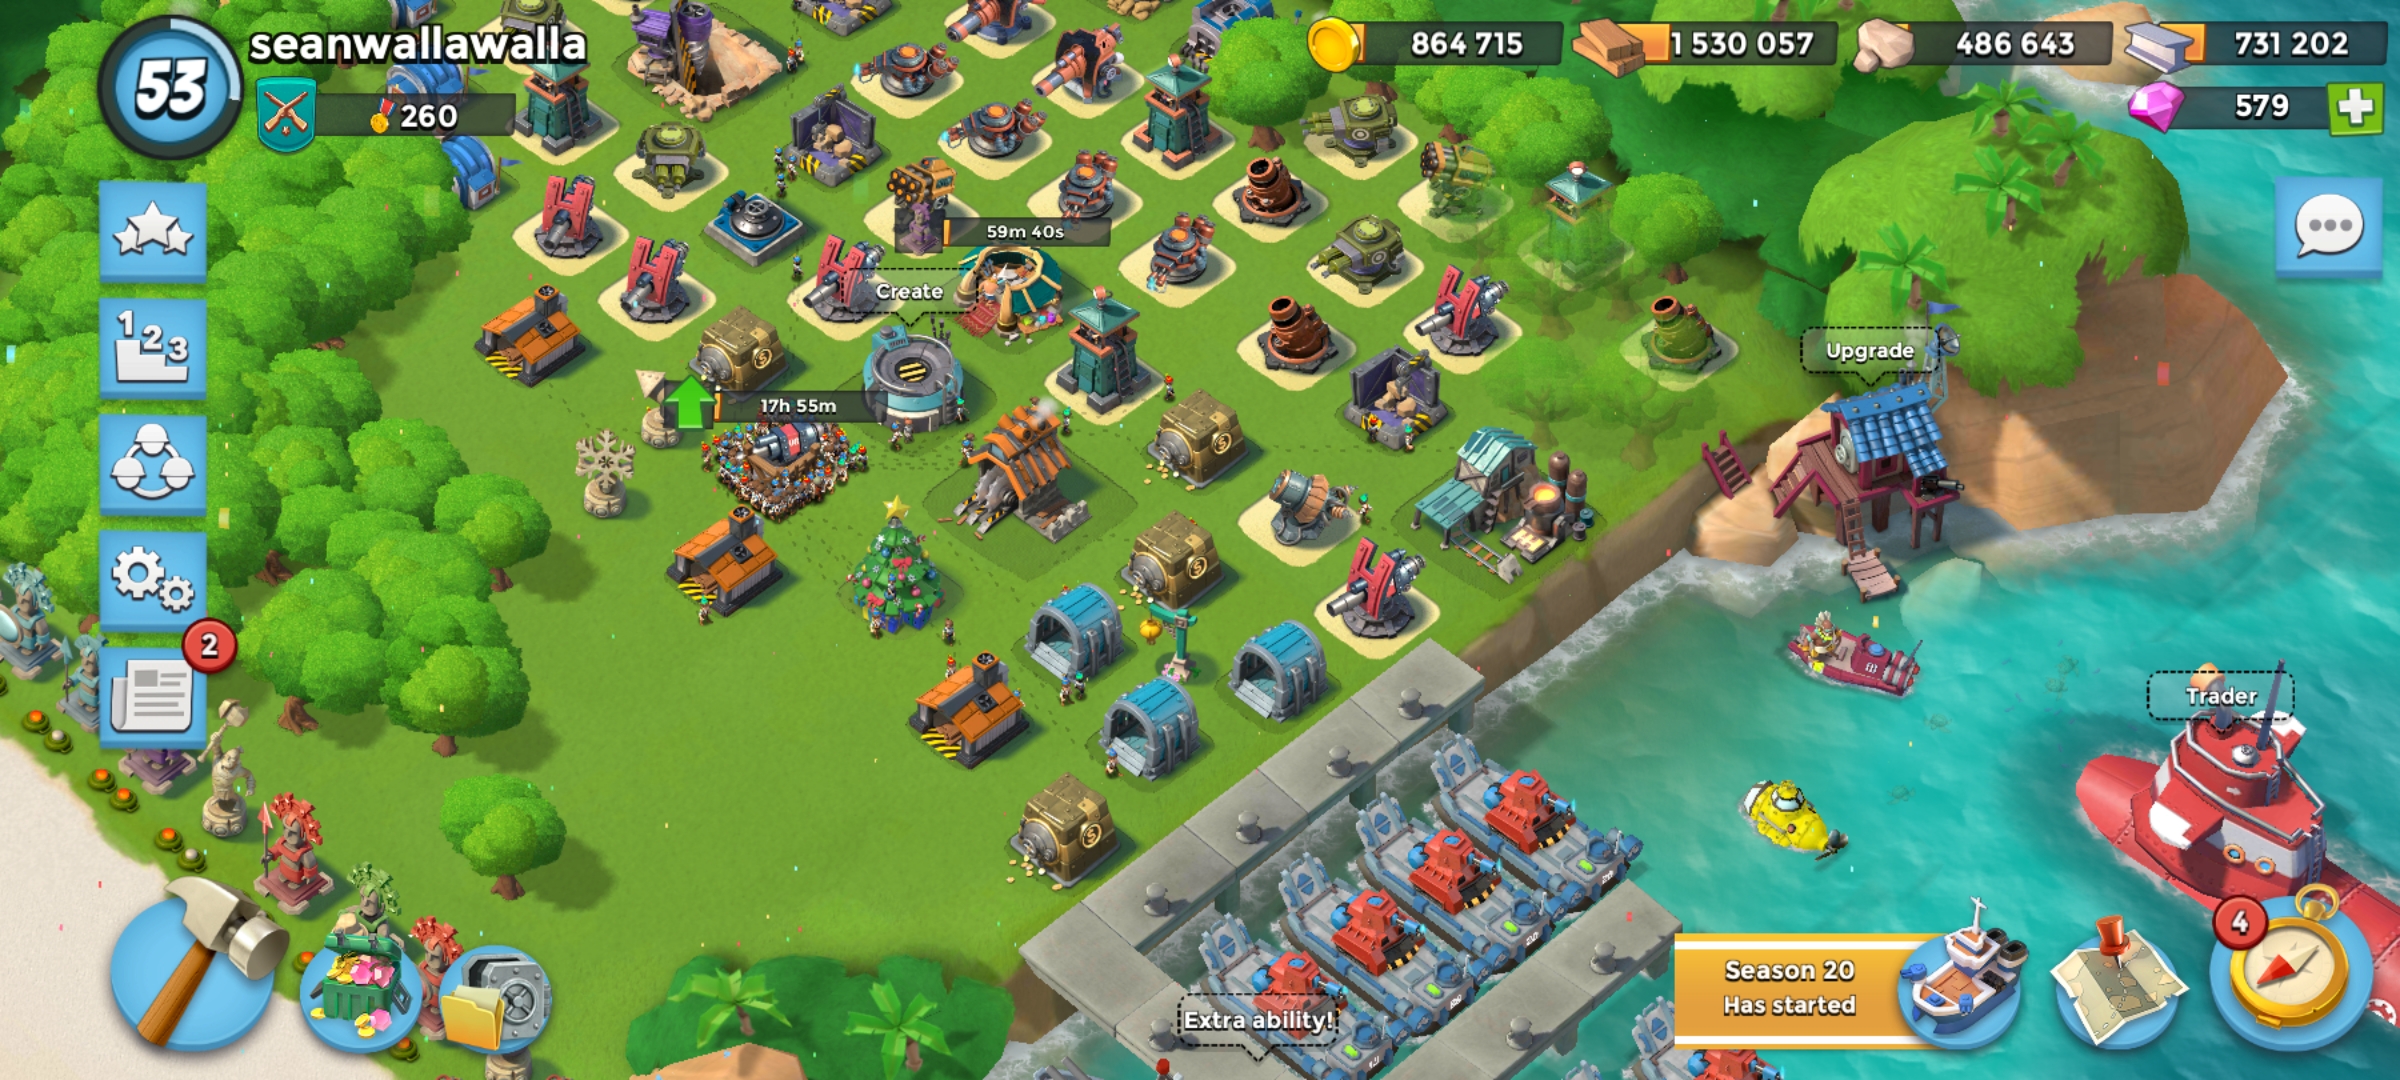 53
seanwallawalla
260
864 715
1 530 057
486 643
731 202
579
59m 40s
Create
17h 55m
Upgrade
123
2
Trader
4
Season 20
Has started
Extra ability!